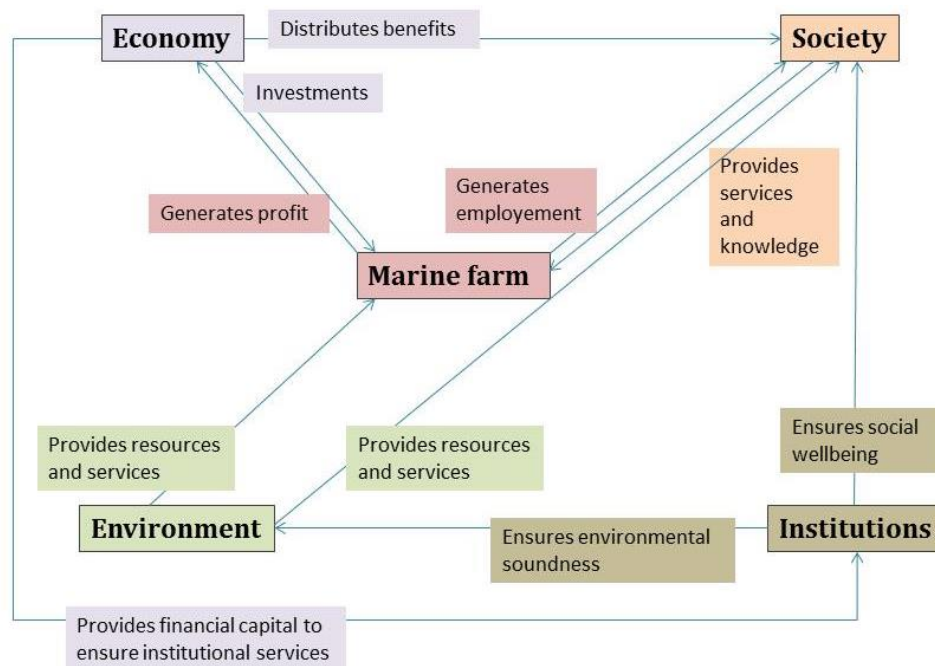 Economy
Distributes benefits
Society
Investments
Generates profit
Generates
employement
Provides
services
and
knowledge
Marine farm
Provides resources
and services
Provides resources
and services
Ensures social
wellbeing
Environment
Ensures environmental
soundness
Institutions
Provides financial capital to
ensure institutional services